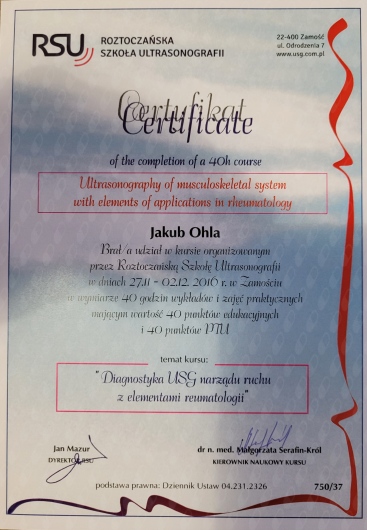 RSU
ROZTOCZAŃSKA
SZKOŁA ULTRASONOGRAFII
22-400 Zamość
ul. Odrodzenia 7
www.usg.com.pl
Certyfikat
Certificate
of the completion of a 40h course
Ultrasonography of musculoskeletal system
with elements of applications in rheumatology
Jakub Ohla
Brał/a udział w kursie organizowanym
przez Roztoczańską Szkołę Ultrasonografii
w dniach 27.11 - 02.12. 2016 r. w Zamościu
w wymiarze 40 godzin wykładów i zajęć praktycznych
mającym wartość 40 punktów edukacyjnych
i 40 punktów PTU
temat kursu:
"Diagnostyka USG narządu ruchu
z elementami reumatologii"
Jan Mazur
DYREKTOR RSU
dr n. med. Małgorzata Serafin-Król
KIEROWNIK NAUKOWY KURSU
podstawa prawna: Dziennik Ustaw 04.231.2326
750/37